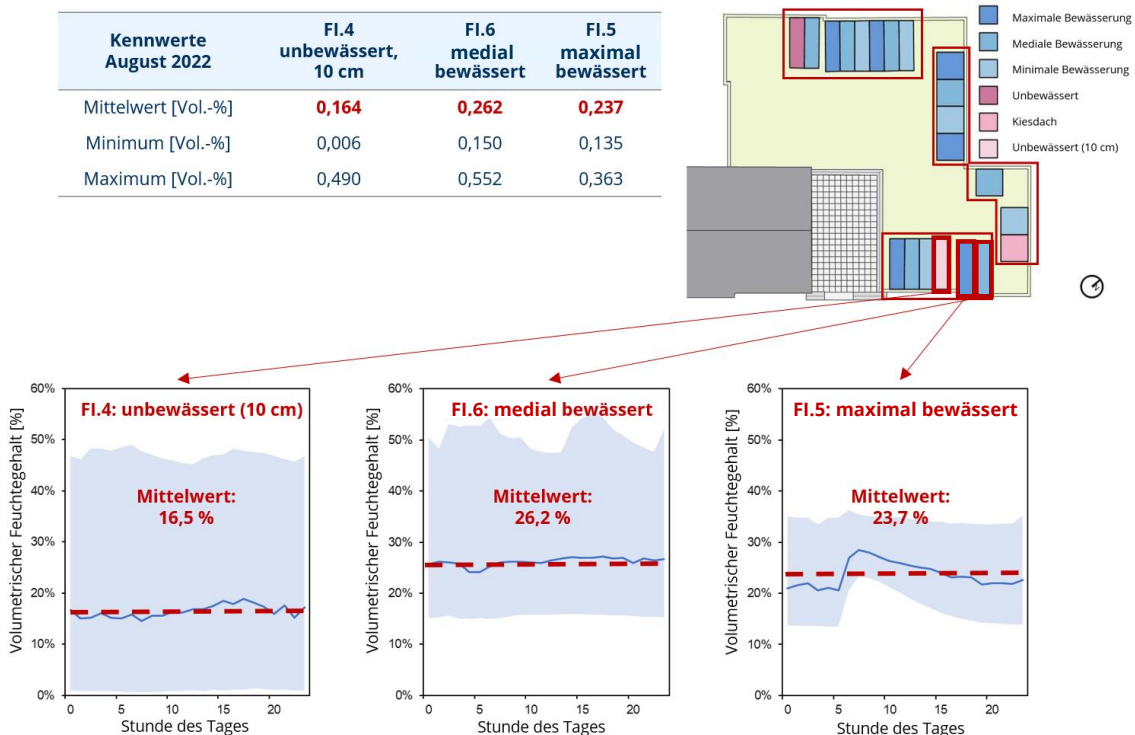 Kennwerte
August 2022
FI.4
unbewässert,
10 cm
FI.6
medial
bewässert
FI.5
maximal
bewässert
Mittelwert [Vol.-%] 0,164 0,262 0,237
Minimum [Vol.-%] 0,006 0,150 0,135
Maximum [Vol.-%] 0,490 0,552 0,363
Maximale Bewässerung
Mediale Bewässerung
Minimale Bewässerung
Unbewässert
Kiesdach
Unbewässert (10 cm)
Volumetrischer Feuchtegehalt [%]
60%
50%
40%
30%
20%
10%
0%
FI.4: unbewässert (10 cm)
Mittelwert:
16,5 %
0 5 10 15 20
Stunde des Tages
Volumetrischer Feuchtegehalt [%]
60%
50%
40%
30%
20%
10%
0%
FI.6: medial bewässert
Mittelwert:
26,2 %
0 5 10 15 20
Stunde des Tages
Volumetrischer Feuchtegehalt [%]
60%
50%
40%
30%
20%
10%
0%
FI.5: maximal bewässert
Mittelwert:
23,7 %
0 5 10 15 20
Stunde des Tages